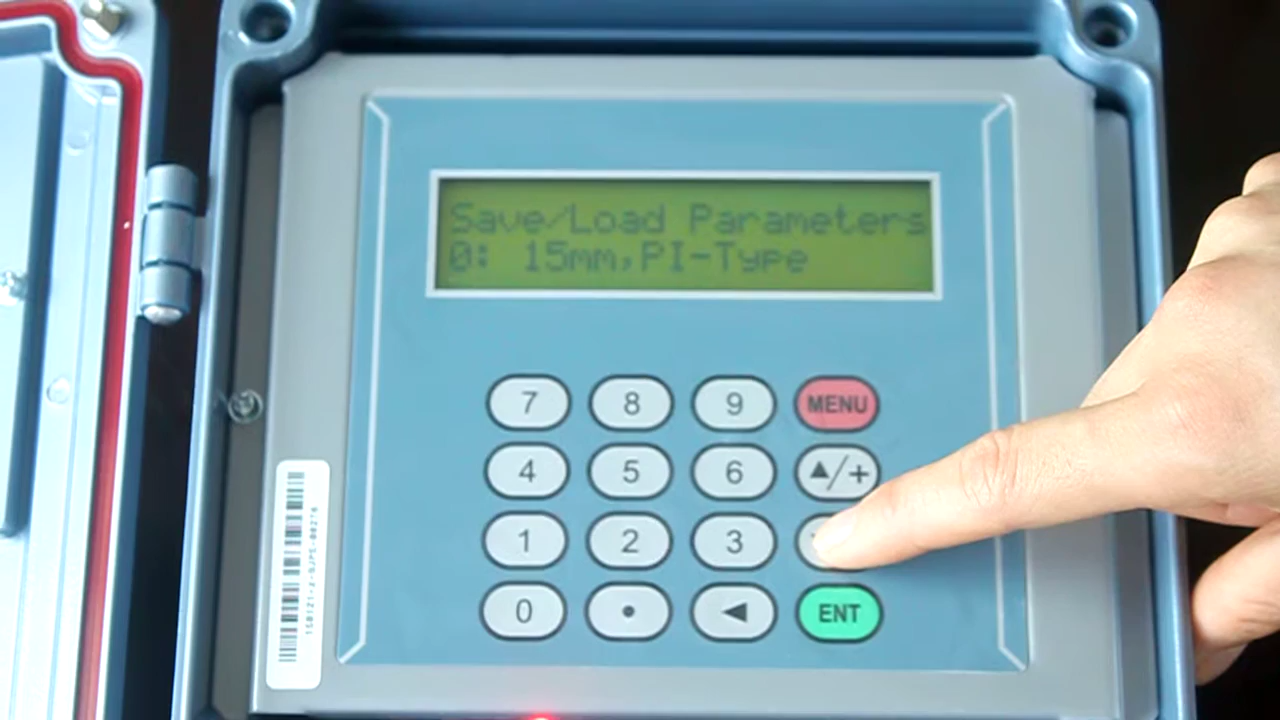 Save/Load Parameters
0: 15mm,PI-Type
7 8 9 MENU
4 5 6 ▲/+
1 2 3
0 • ◀ ENT